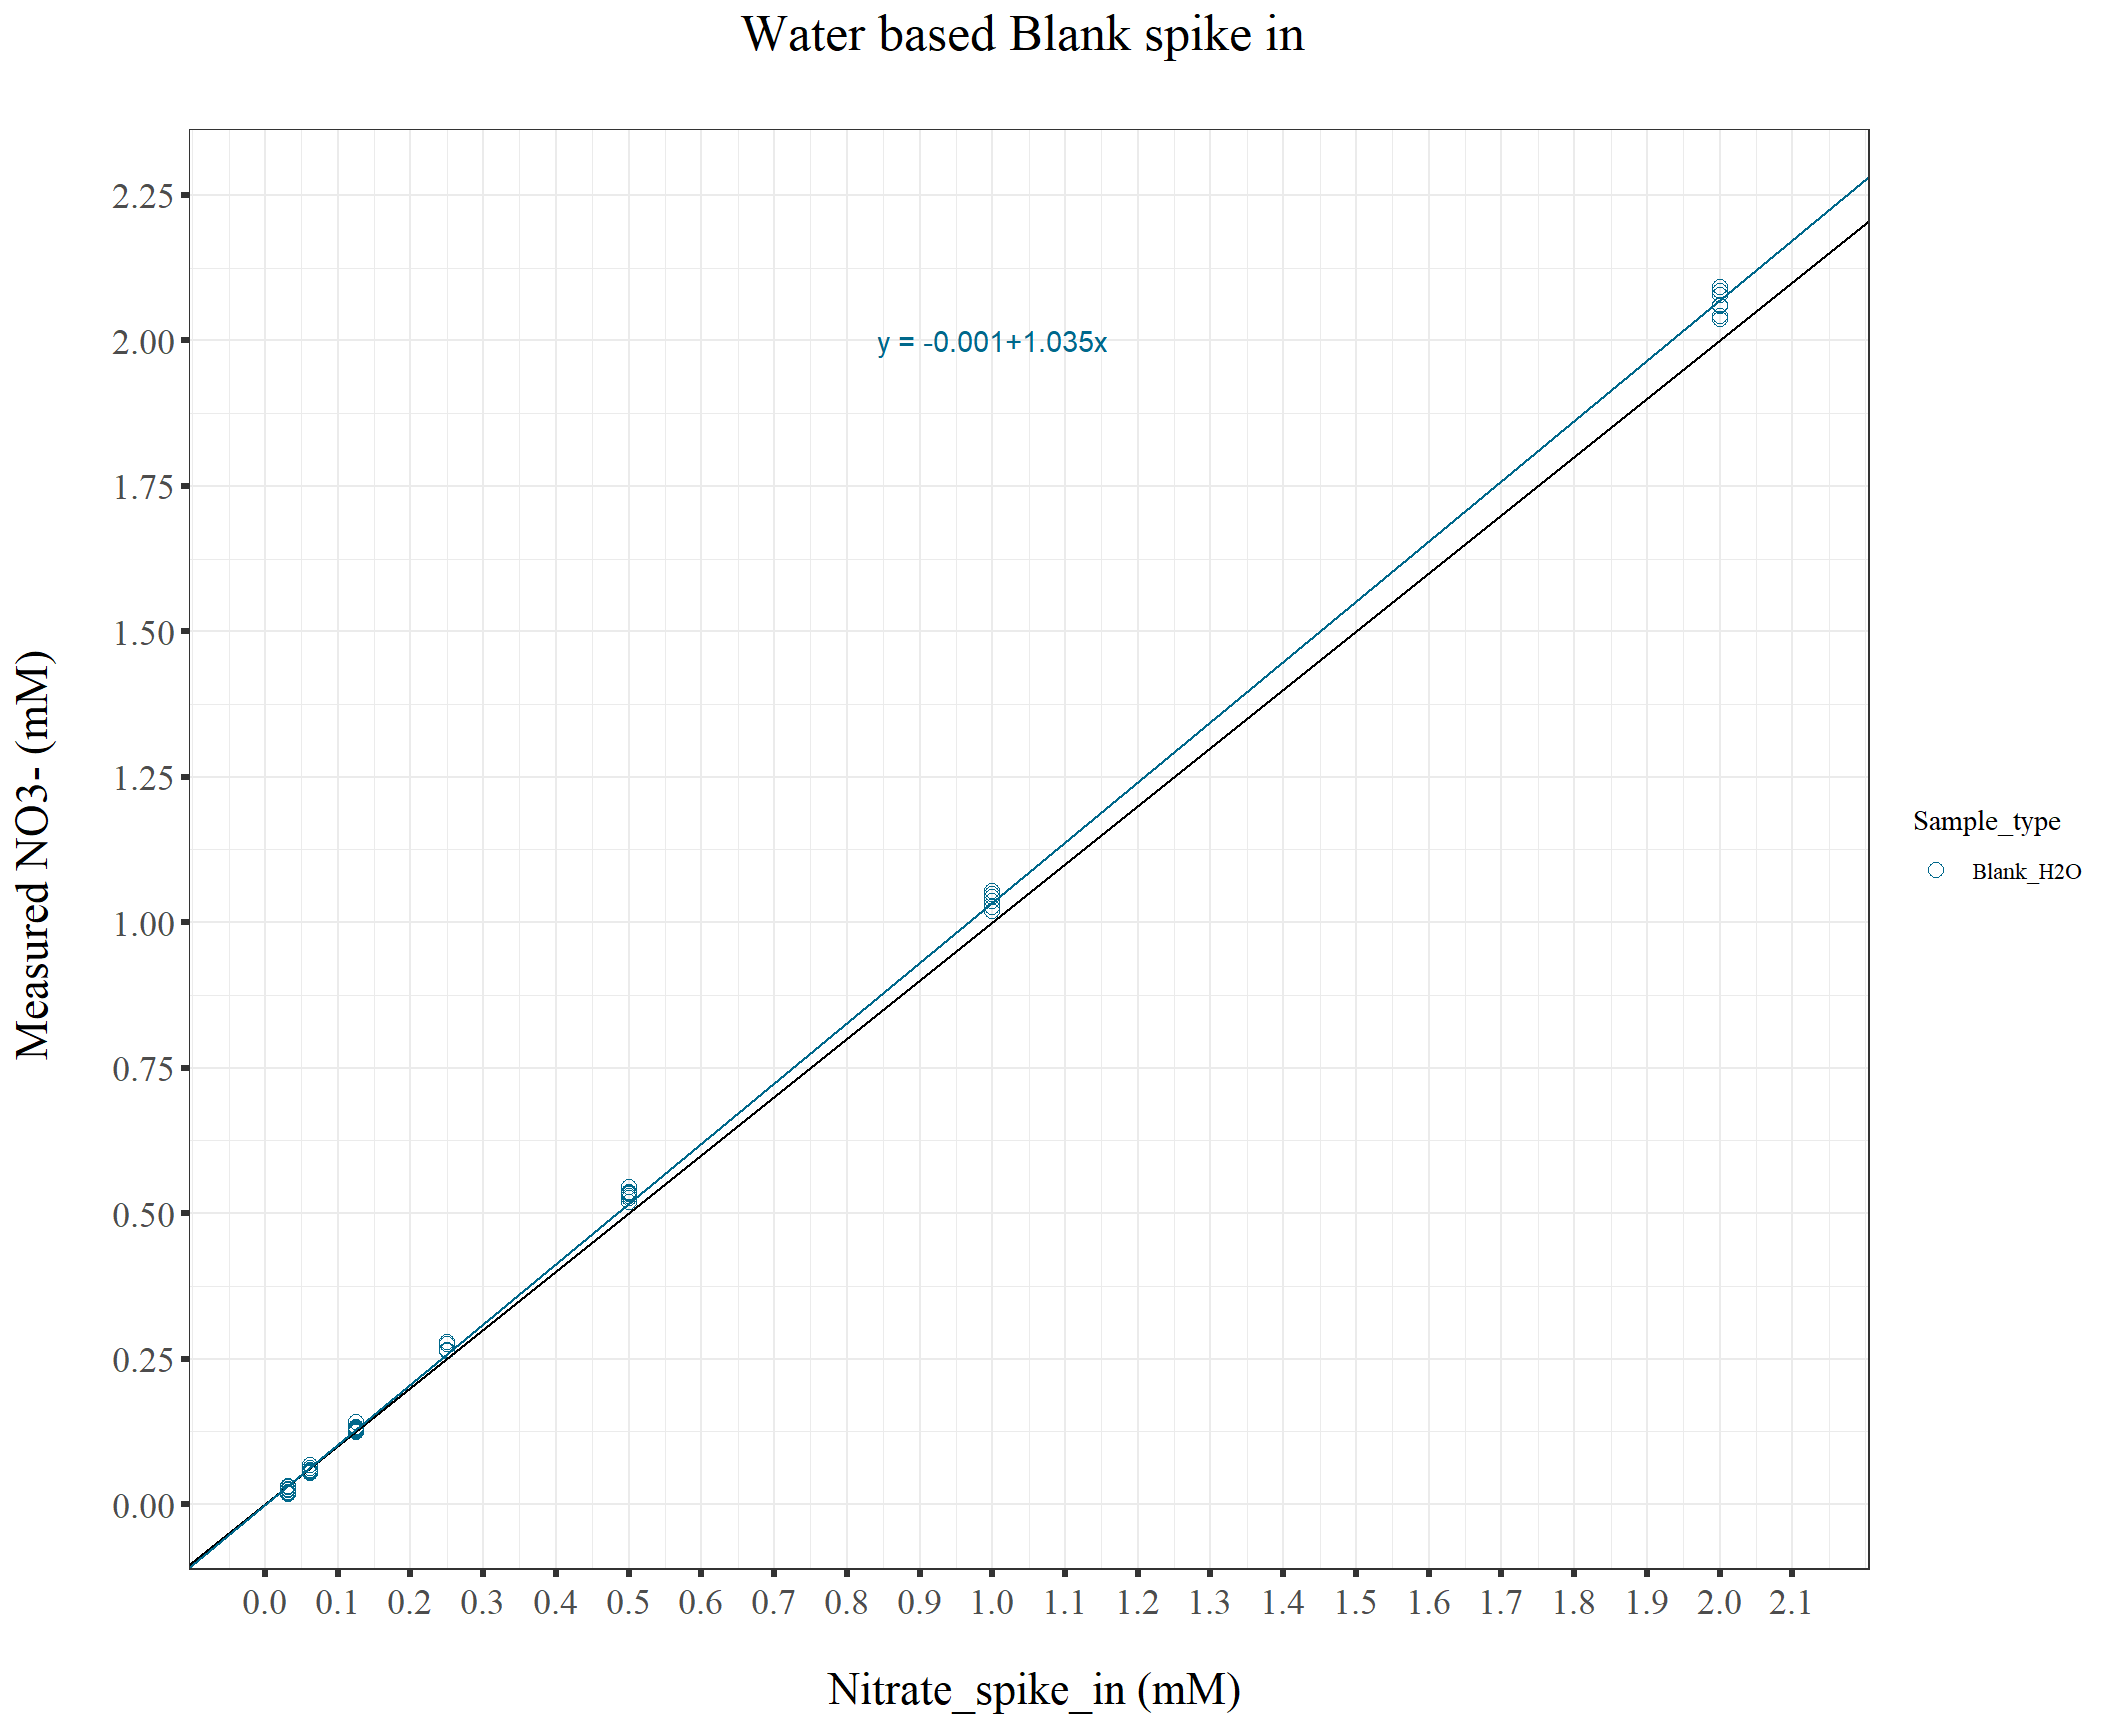 Water based Blank spike in
2.25
2.00
1.75
1.50
1.25
1.00
0.75
0.50
0.25
0.00
Measured NO3- (mM)
y = -0.001+1.035x
Sample_type
Blank_H2O
0.0 0.1 0.2 0.3 0.4 0.5 0.6 0.7 0.8 0.9 1.0 1.1 1.2 1.3 1.4 1.5 1.6 1.7 1.8 1.9 2.0 2.1
Nitrate_spike_in (mM)